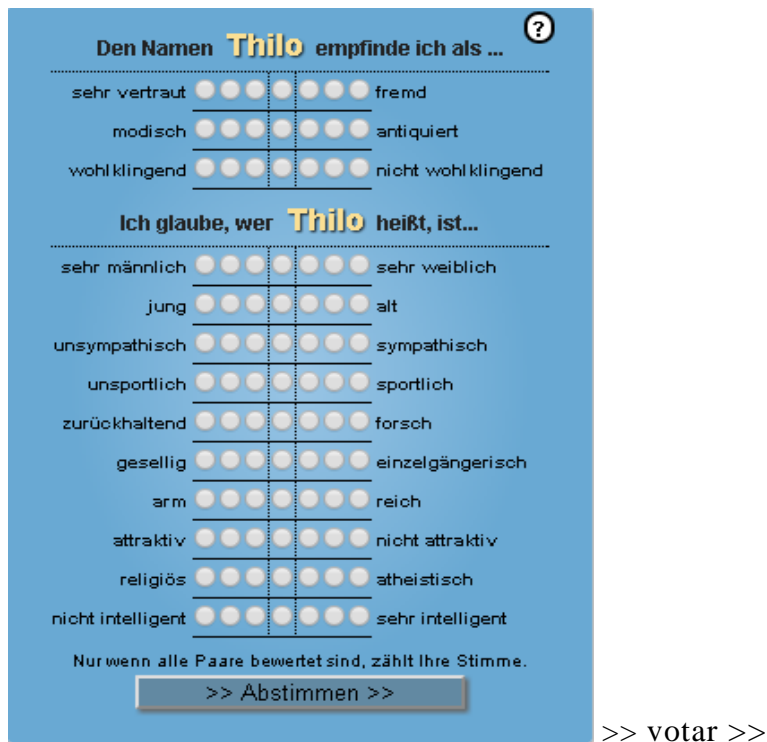 ?
Den Namen Thilo empfinde ich als ...
sehr vertraut fremd
modisch antiquiert
wohlklingend nicht wohlklingend
Ich glaube, wer Thilo heißt, ist...
sehr männlich sehr weiblich
jung alt
unsympathisch sympathisch
unsportlich sportlich
zurückhaltend forsch
gesellig einzelgängerisch
arm reich
attraktiv nicht attraktiv
religiös atheistisch
nicht intelligent sehr intelligent
Nur wenn alle Paare bewertet sind, zählt Ihre Stimme.
>> Abstimmen >>
>> votar >>